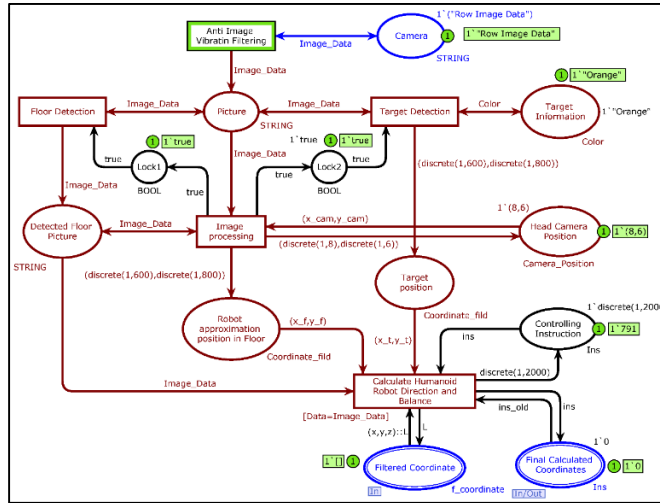 1`("Row Image Data")
Anti Image
Vibratin Filtering
Image_Data
Camera
1
1`"Row Image Data"
STRING
Image_Data
1
1`"Orange"
Floor Detection
Image_Data
Picture
Image_Data
Target Detection
Color
Target
Information
1`"Orange"
STRING
Color
1
1`true
1`true
1
1`true
Image_Data
true
Lock1
BOOL
true
Lock2
BOOL
true
true
(discrete(1,600),discrete(1,800))
Image_Data
1`(8,6)
Detected Floor
Picture
Image_Data
Image
processing
(x_cam,y_cam)
(discrete(1,8),discrete(1,6))
Head Camera
Position
1
1`(8,6)
STRING
Camera_Position
(discrete(1,600),discrete(1,800))
Target
position
Coordinate_fild
1`discrete(1,2000
Robot
approximation
position in Floor
(x_f,y_f)
Coordinate_fild
(x_t,y_t)
ins
Controlling
Instruction
1
1`791
Ins
discrete(1,2000)
Image_Data
Calculate Humanoid
Robot Direction and
Balance
[Data=Image_Data]
ins_old
ins
(x,y,z)::L
L
1`0
1`[]
1
Filtered Coordinate
Final Calculated
Coordinates
1
1`0
In
f_coordinate
In/Out
Ins